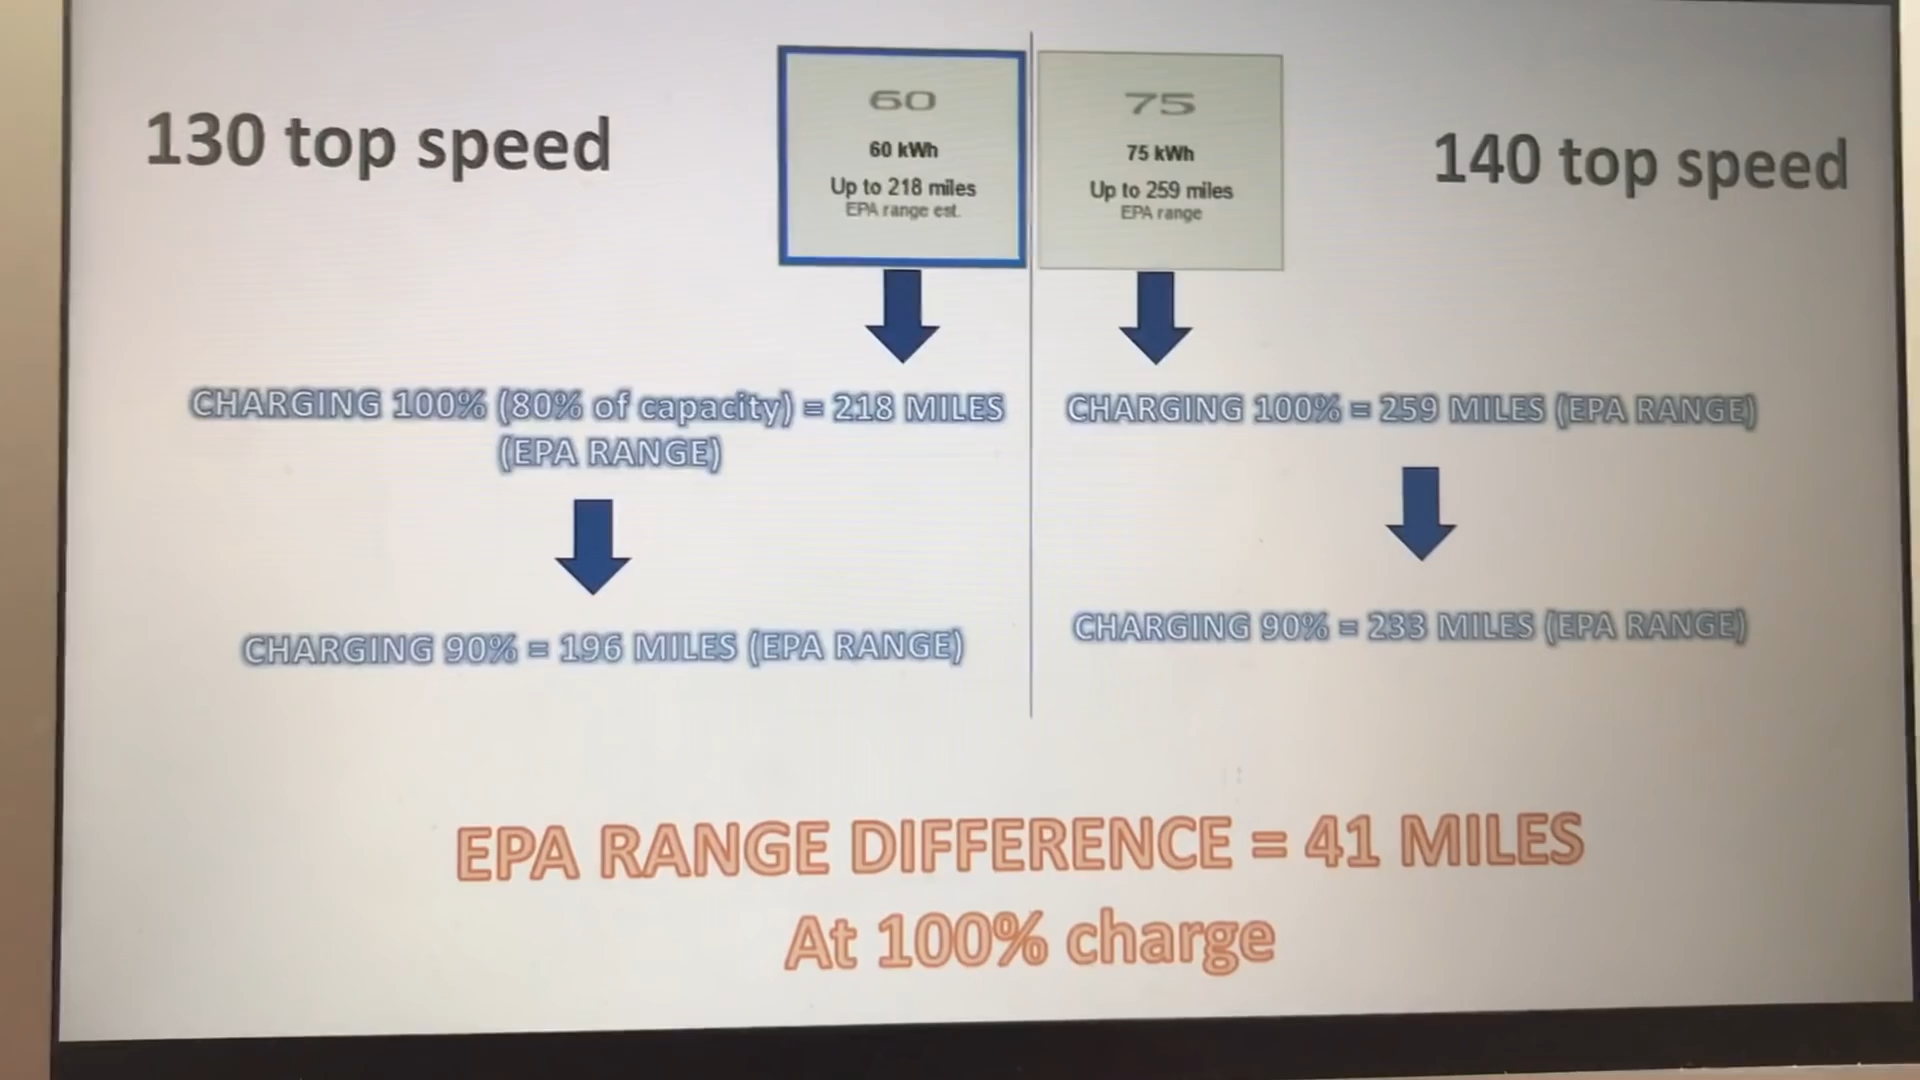 130 top speed
60
60 kWh
Up to 218 miles
EPA range est.
75
75 kWh
Up to 259 miles
EPA range
140 top speed
CHARGING 100% (80% of capacity) = 218 MILES
(EPA RANGE)
CHARGING 90% = 196 MILES (EPA RANGE)
CHARGING 100% = 259 MILES (EPA RANGE)
CHARGING 90% = 233 MILES (EPA RANGE)
EPA RANGE DIFFERENCE = 41 MILES
At 100% charge